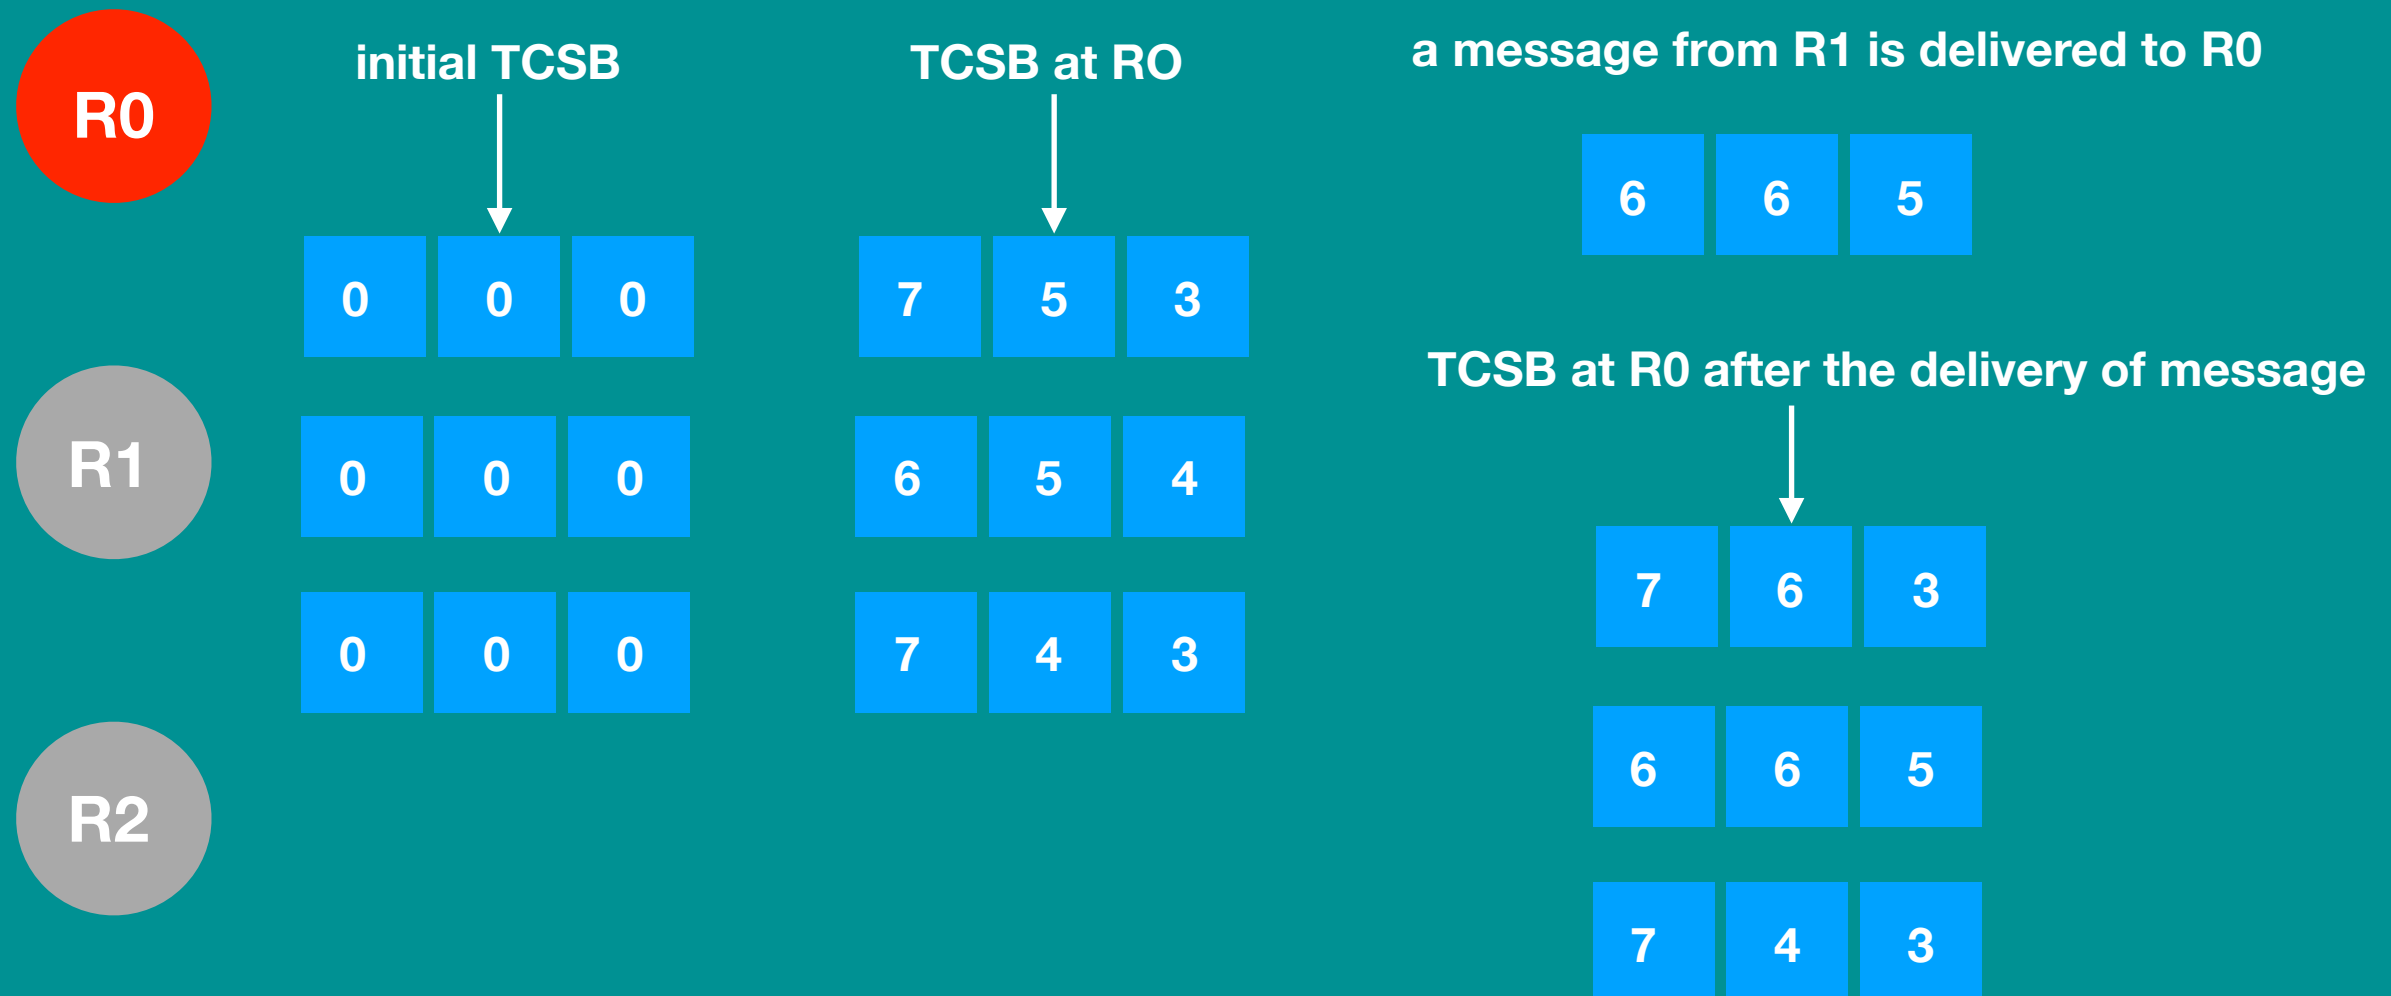 R0
initial TCSB
TCSB at RO
a message from R1 is delivered to R0
6 6 5
0 0 0
7 5 3
TCSB at R0 after the delivery of message
R1
0 0 0
6 5 4
7 6 3
0 0 0
7 4 3
6 6 5
R2
7 4 3